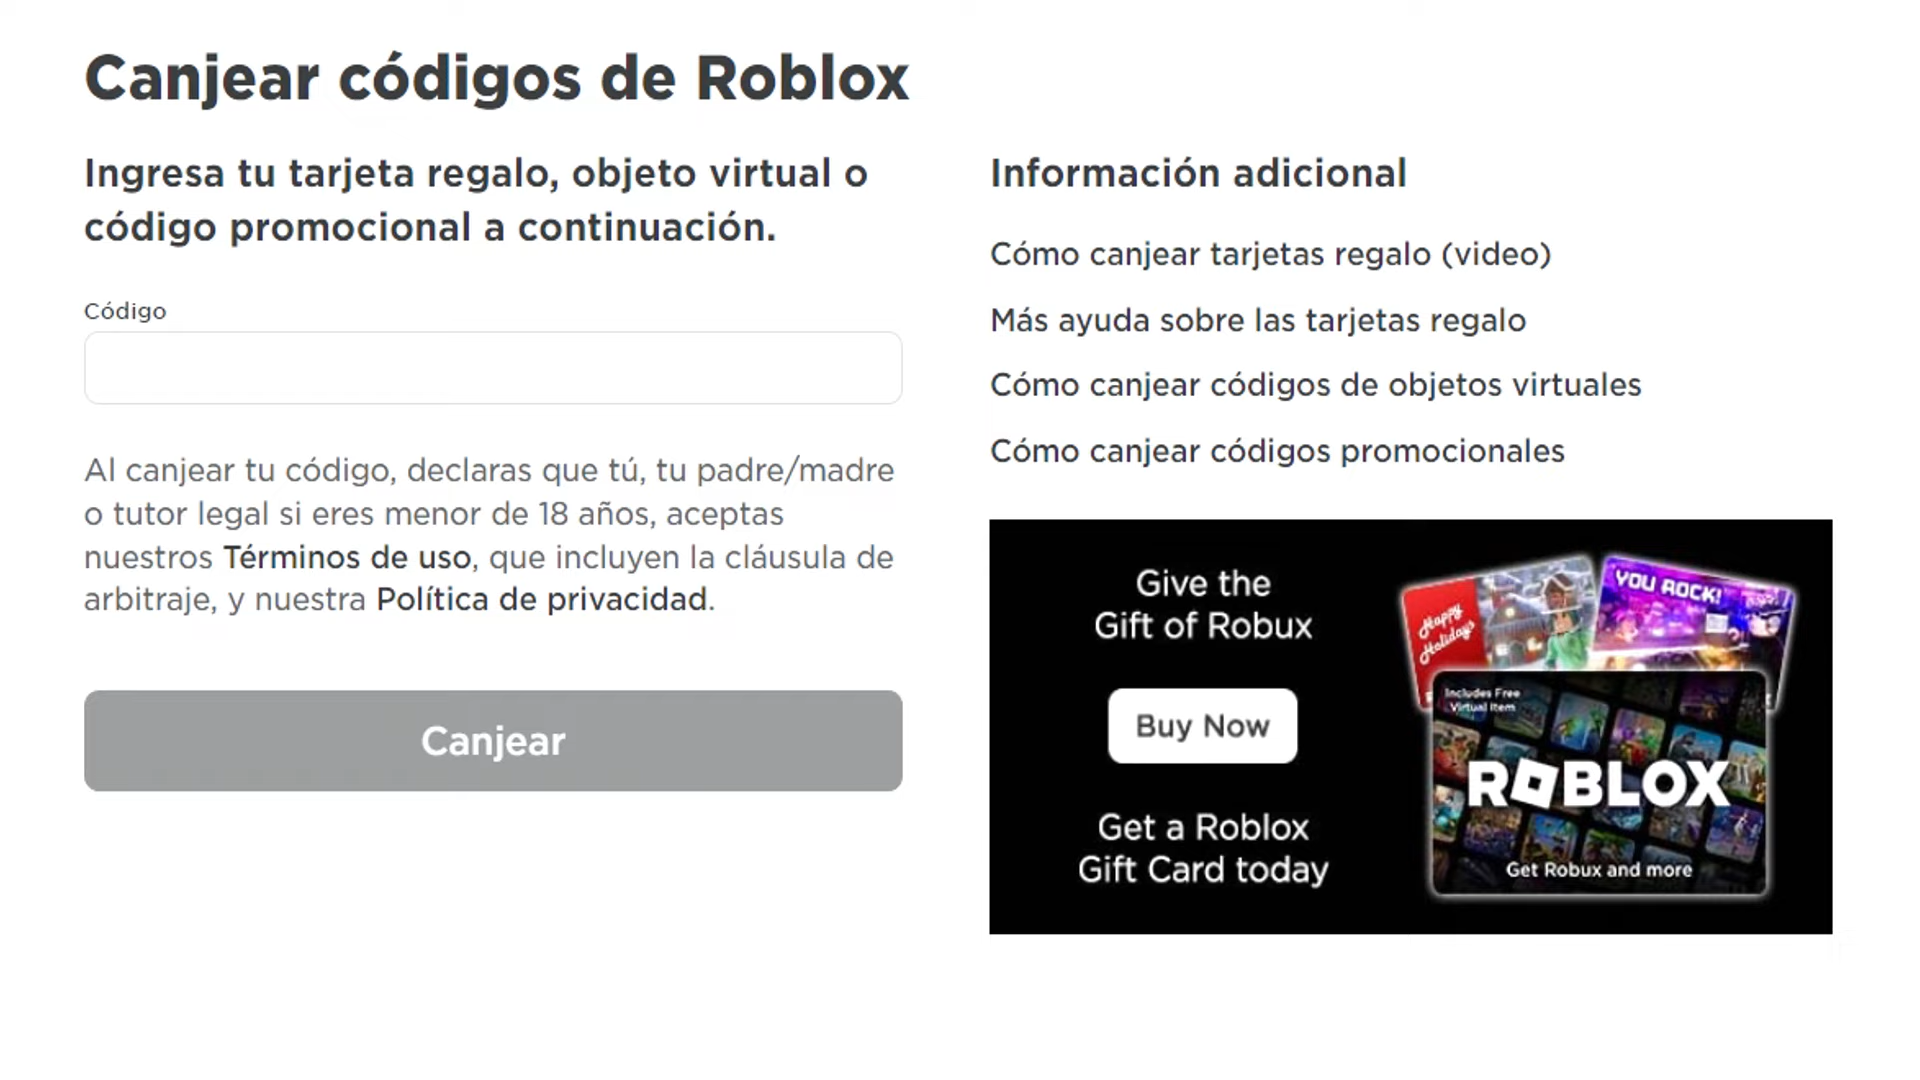 Canjear códigos de Roblox
Ingresa tu tarjeta regalo, objeto virtual o
código promocional a continuación.
Código
Al canjear tu código, declaras que tú, tu padre/madre
o tutor legal si eres menor de 18 años, aceptas
nuestros Términos de uso, que incluyen la cláusula de
arbitraje, y nuestra Política de privacidad.
Canjear
Información adicional
Cómo canjear tarjetas regalo (video)
Más ayuda sobre las tarjetas regalo
Cómo canjear códigos de objetos virtuales
Cómo canjear códigos promocionales
Give the
Gift of Robux
Buy Now
Get a Roblox
Gift Card today
Happy
Holidays
YOU ROCK!
Includes Free
Virtual Item
ROBLOX
Get Robux and more